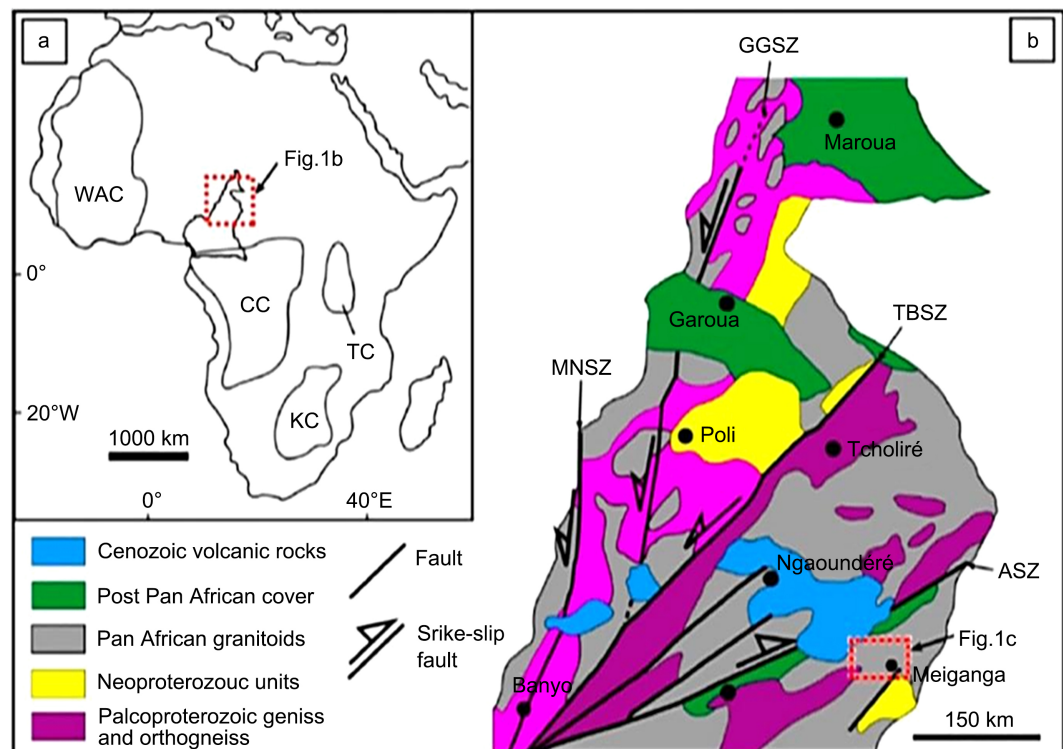 a
Fig.1b
WAC
0°
CC
TC
20°W
KC
1000 km
0°
40°E
b
GGSZ
Maroua
Garoua
TBSZ
MNSZ
Poli
Tcholiré
Ngaoundéré
ASZ
Fig.1c
Meiganga
Banyo
150 km
Cenozoic volcanic rocks
Post Pan African cover
Pan African granitoids
Neoproterozouc units
Palcoproterozoic geniss
and orthogneiss
Fault
Srike-slip
fault